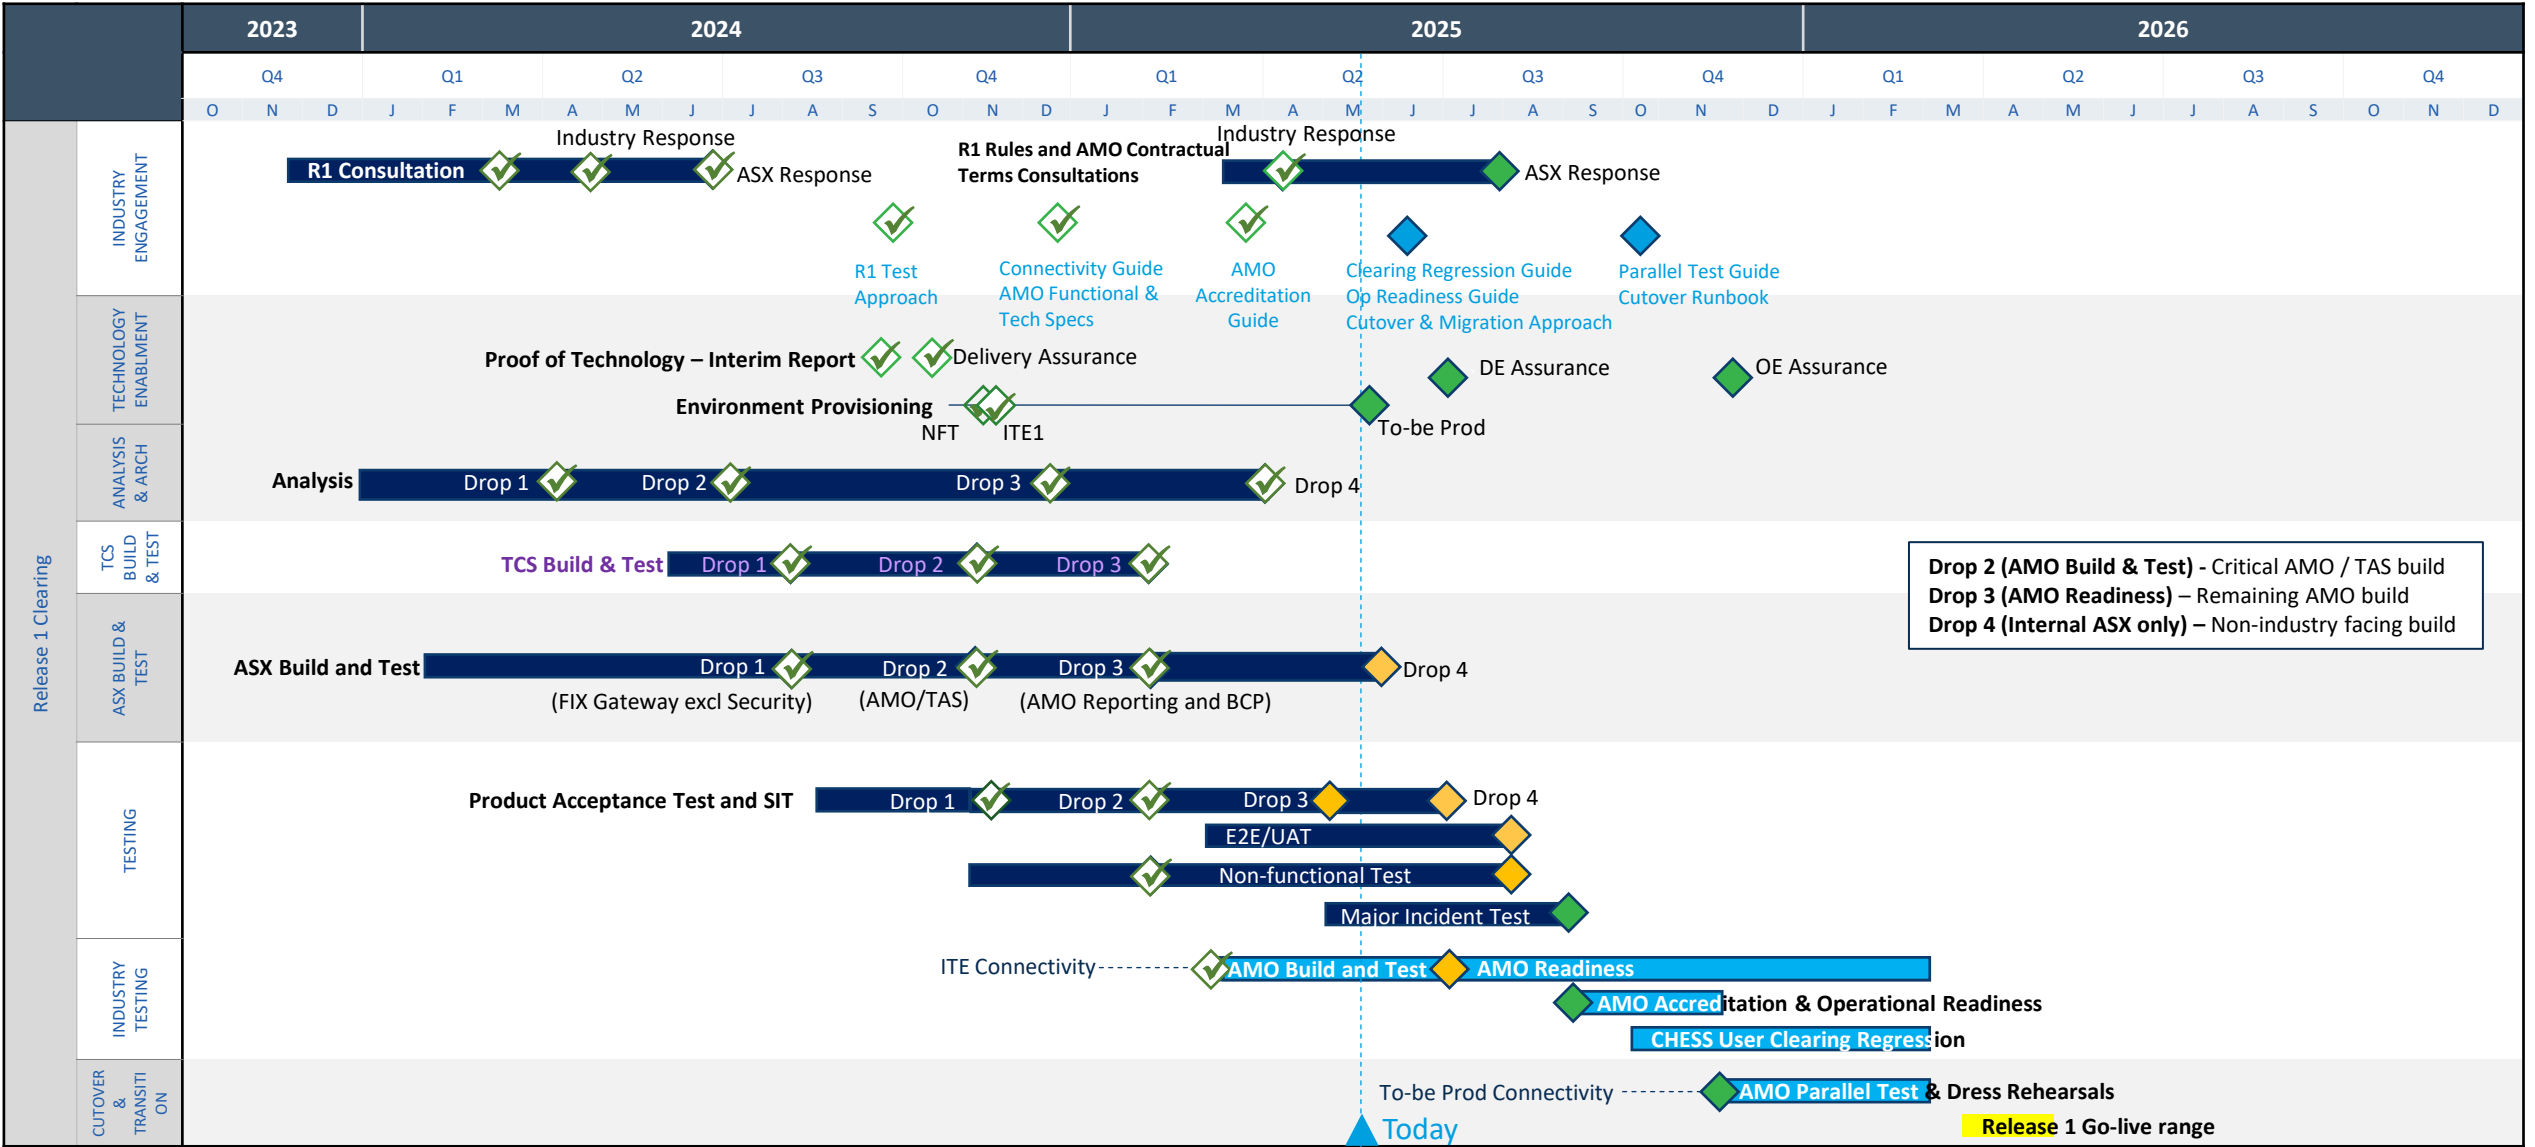 2023 2024 2025 2026
Q4 Q1 Q2 Q3 Q4 Q1 Q2 Q3 Q4 Q1 Q2 Q3 Q4
O N D J F M A M J J A S O N D J F M A M J J A S O N D J F M A M J J A S O N D
Release 1 Clearing
INDUSTRY
ENGAGEMENT
Industry Response
R1 Consultation
ASX Response
R1 Rules and AMO Contractual
Terms Consultations
Industry Response
ASX Response
R1 Test
Approach
Connectivity Guide
AMO Functional &
Tech Specs
AMO
Accreditation
Guide
Clearing Regression Guide
Op Readiness Guide
Cutover & Migration Approach
Parallel Test Guide
Cutover Runbook
TECHNOLOGY
ENABLMENT
Proof of Technology – Interim Report
Delivery Assurance
DE Assurance
OE Assurance
Environment Provisioning
NFT
ITE1
To-be Prod
ANALYSIS
& ARCH
Analysis
Drop 1
Drop 2
Drop 3
Drop 4
TCS
BUILD
& TEST
TCS Build & Test
Drop 1
Drop 2
Drop 3
Drop 2 (AMO Build & Test) - Critical AMO / TAS build
Drop 3 (AMO Readiness) – Remaining AMO build
Drop 4 (Internal ASX only) – Non-industry facing build
ASX BUILD &
TEST
ASX Build and Test
Drop 1
Drop 2
Drop 3
Drop 4
(FIX Gateway excl Security)
(AMO/TAS)
(AMO Reporting and BCP)
TESTING
Product Acceptance Test and SIT
Drop 1
Drop 2
Drop 3
Drop 4
E2E/UAT
Non-functional Test
Major Incident Test
INDUSTRY
TESTING
ITE Connectivity
AMO Build and Test
AMO Readiness
AMO Accreditation & Operational Readiness
CHESS User Clearing Regression
CUTOVER
&
TRANSITI
ON
To-be Prod Connectivity
AMO Parallel Test & Dress Rehearsals
Today
Release 1 Go-live range